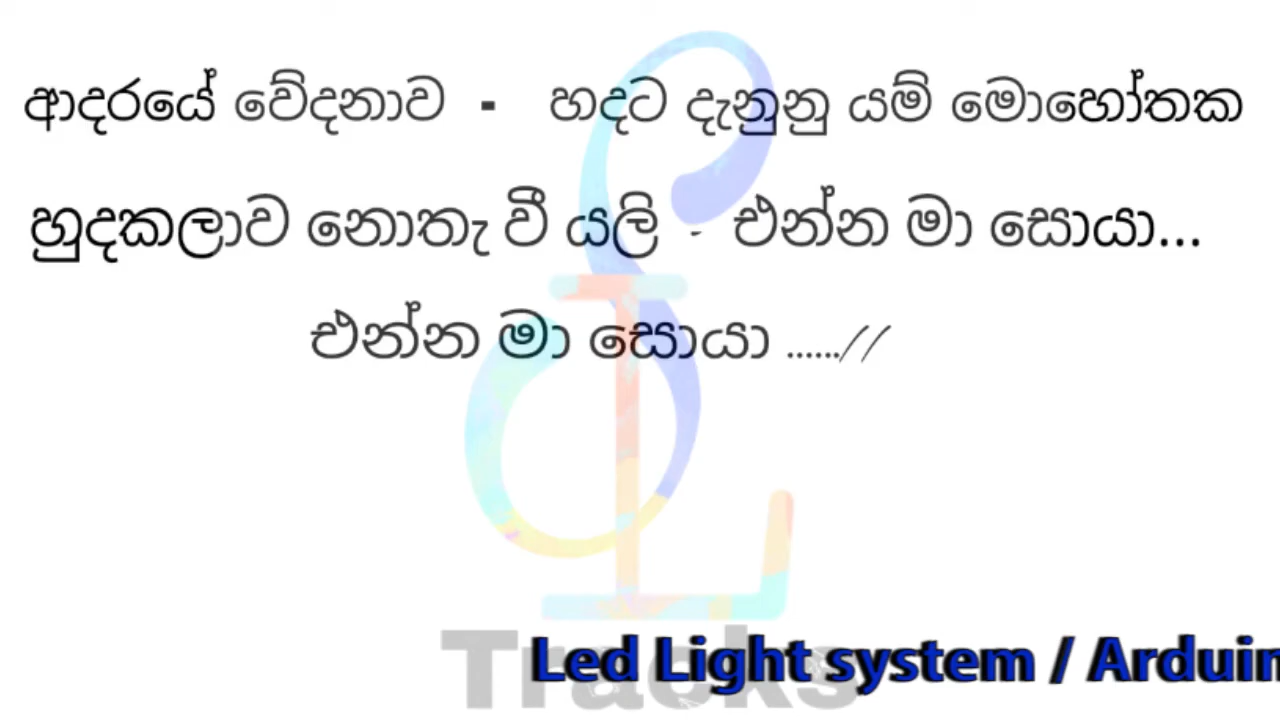 ආදරයේ වේදනාව - හදට දැනුනු යම් මොහෝතක
හුදකලාව නොතැ වී යලි - එන්න මා සොයා...
එන්න මා සොයා ......//
Tracks
Led Light system / Arduin